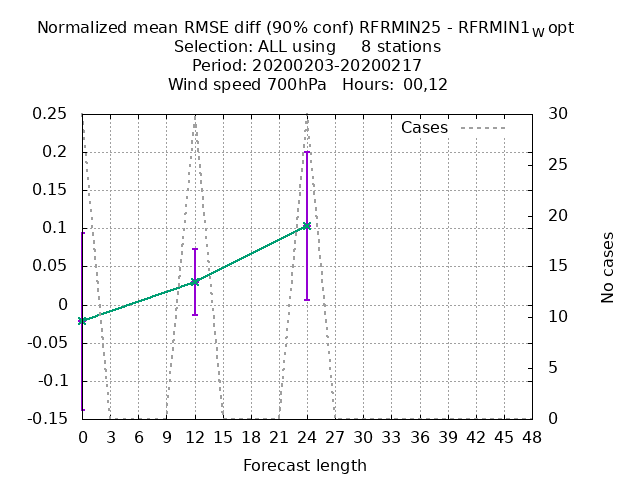 Normalized mean RMSE diff (90% conf) RFRMIN25 - RFRMIN1W opt
Selection: ALL using 8 stations
Period: 20200203-20200217
Wind speed 700hPa Hours: 00,12
Cases
0.25
0.2
0.15
0.1
0.05
0
-0.05
-0.1
-0.15
30
25
20
15
10
5
0
No cases
0 3 6 9 12 15 18 21 24 27 30 33 36 39 42 45 48
Forecast length